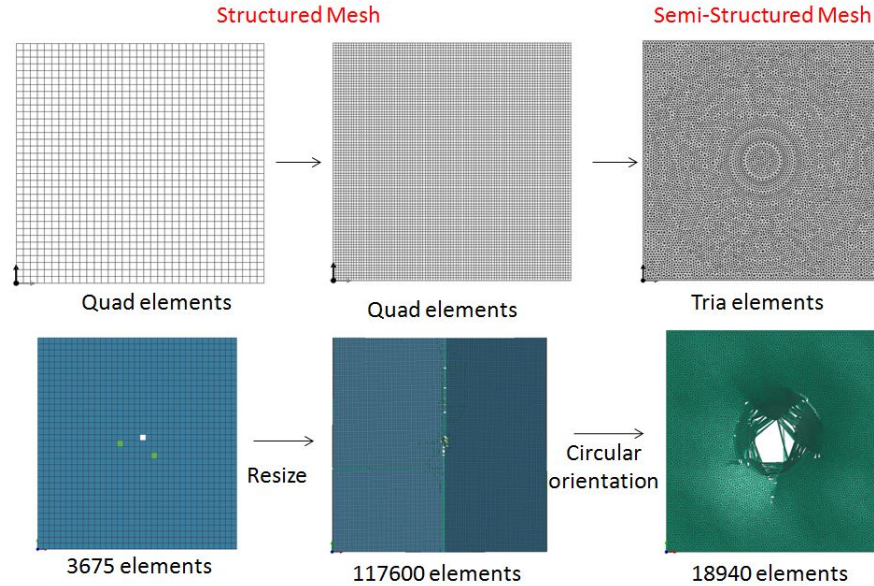 Structured Mesh
Semi-Structured Mesh
Quad elements
Quad elements
Tria elements
Resize
Circular
orientation
3675 elements
117600 elements
18940 elements